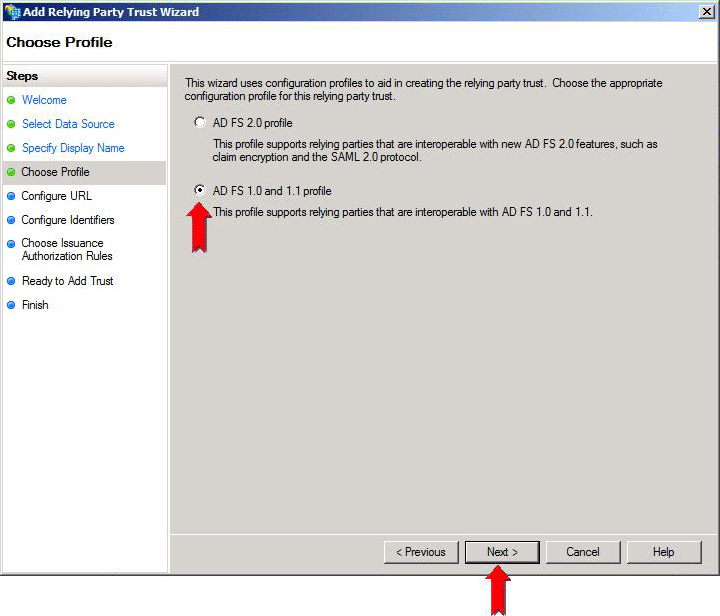 Add Relying Party Trust Wizard
Choose Profile
Steps
Welcome
Select Data Source
Specify Display Name
Choose Profile
Configure URL
Configure Identifiers
Choose Issuance
Authorization Rules
Ready to Add Trust
Finish
This wizard uses configuration profiles to aid in creating the relying party trust. Choose the appropriate
configuration profile for this relying party trust.
AD FS 2.0 profile
This profile supports relying parties that are interoperable with new AD FS 2.0 features, such as
claim encryption and the SAML 2.0 protocol.
AD FS 1.0 and 1.1 profile
This profile supports relying parties that are interoperable with AD FS 1.0 and 1.1.
< Previous
Next >
Cancel
Help